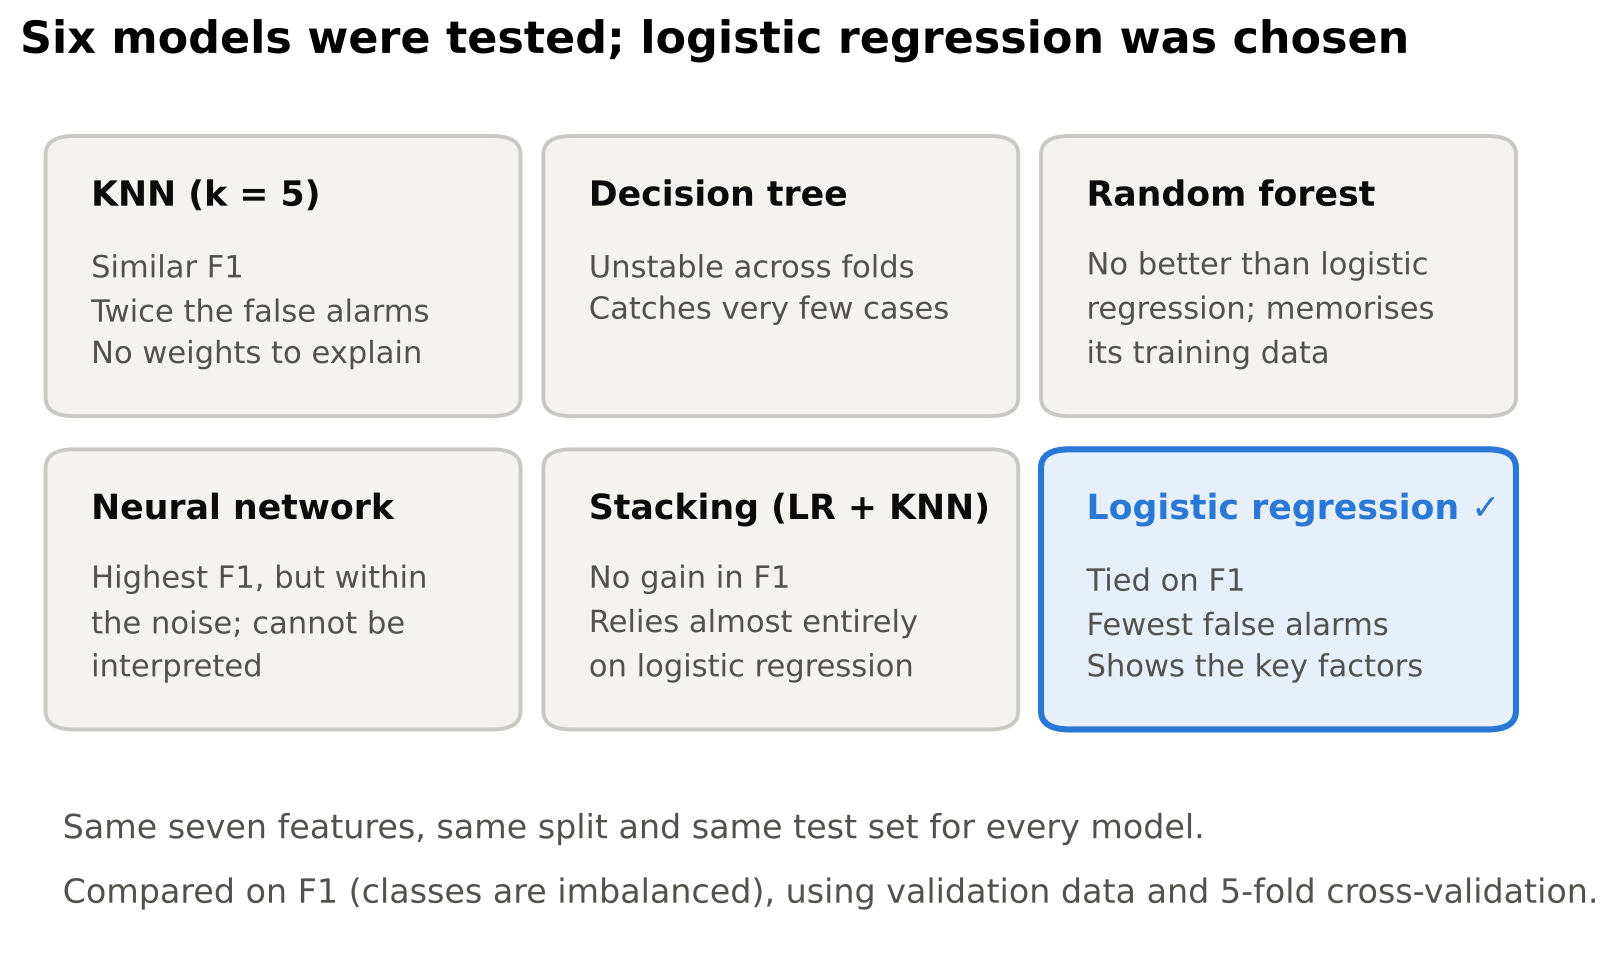 Six models were tested; logistic regression was chosen
KNN (k = 5)
Similar F1
Twice the false alarms
No weights to explain
Decision tree
Unstable across folds
Catches very few cases
Random forest
No better than logistic
regression; memorises
its training data
Neural network
Highest F1, but within
the noise; cannot be
interpreted
Stacking (LR + KNN)
No gain in F1
Relies almost entirely
on logistic regression
Logistic regression ✓
Tied on F1
Fewest false alarms
Shows the key factors
Same seven features, same split and same test set for every model.
Compared on F1 (classes are imbalanced), using validation data and 5-fold cross-validation.